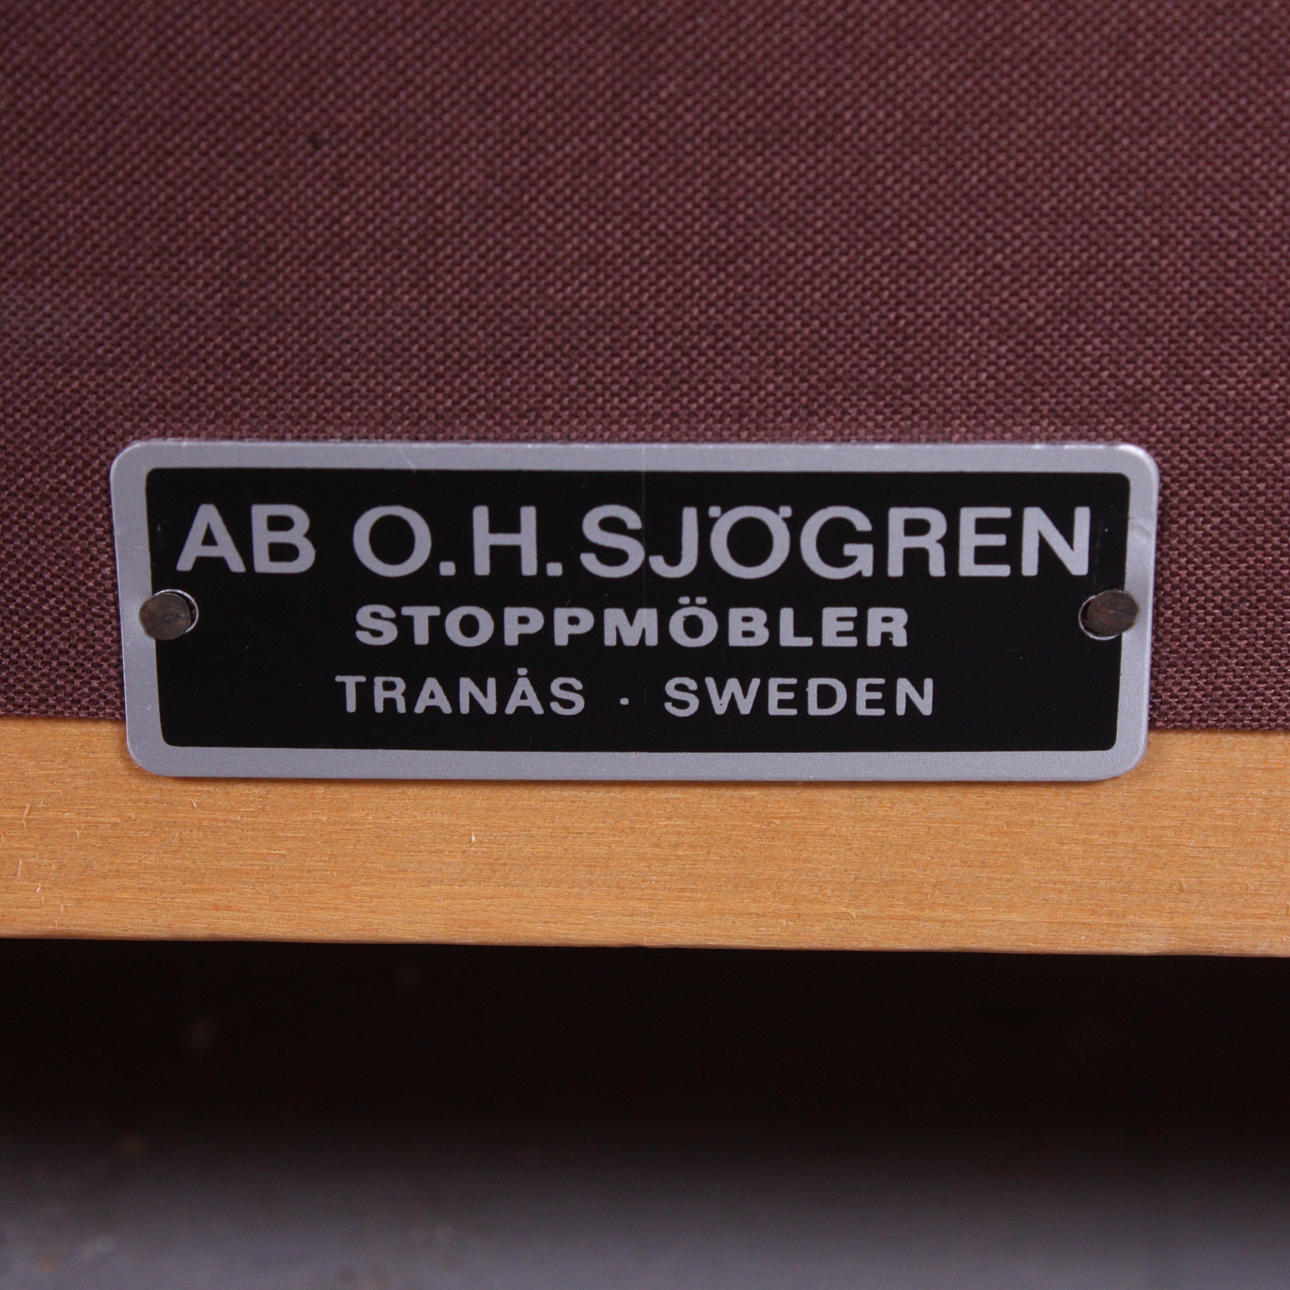 AB O.H.SJÖGREN
STOPPMÖBLER
TRANÅS · SWEDEN